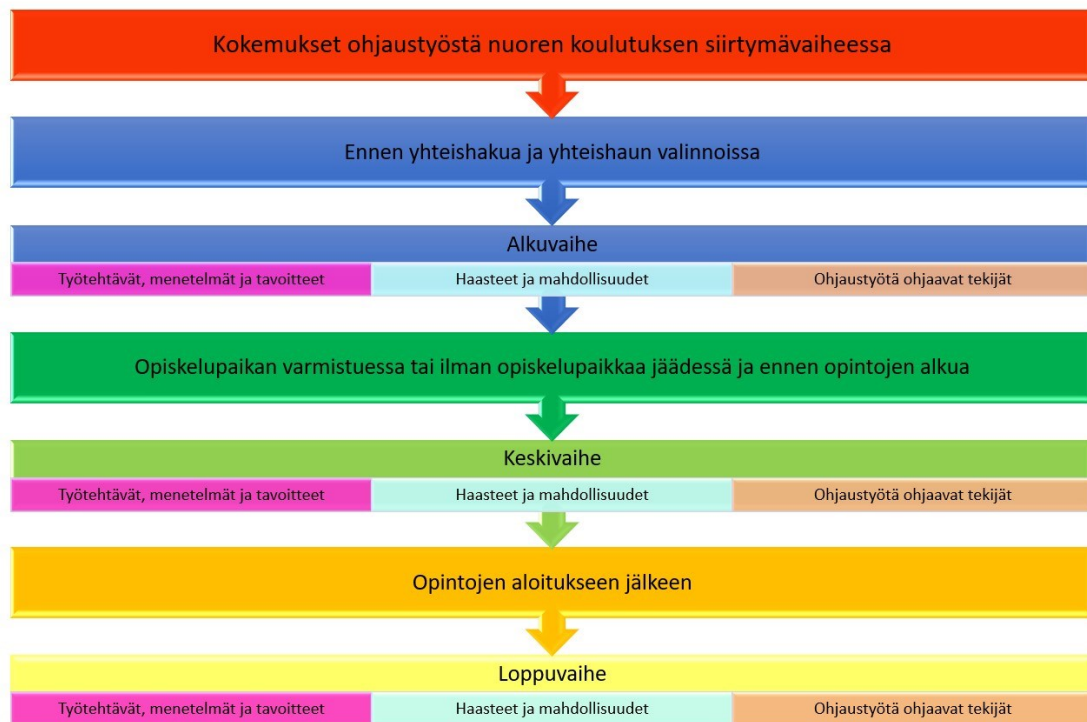 Kokemukset ohjaustyöstä nuoren koulutuksen siirtymävaiheessa
Ennen yhteishakua ja yhteishaun valinnoissa
Alkuvaihe
Työtehtävät, menetelmät ja tavoitteet
Haasteet ja mahdollisuudet
Ohjaustyötä ohjaavat tekijät
Opiskelupaikan varmistuessa tai ilman opiskelupaikkaa jäädessä ja ennen opintojen alkua
Keskivaihe
Työtehtävät, menetelmät ja tavoitteet
Haasteet ja mahdollisuudet
Ohjaustyötä ohjaavat tekijät
Opintojen aloitukseen jälkeen
Loppuvaihe
Työtehtävät, menetelmät ja tavoitteet
Haasteet ja mahdollisuudet
Ohjaustyötä ohjaavat tekijät